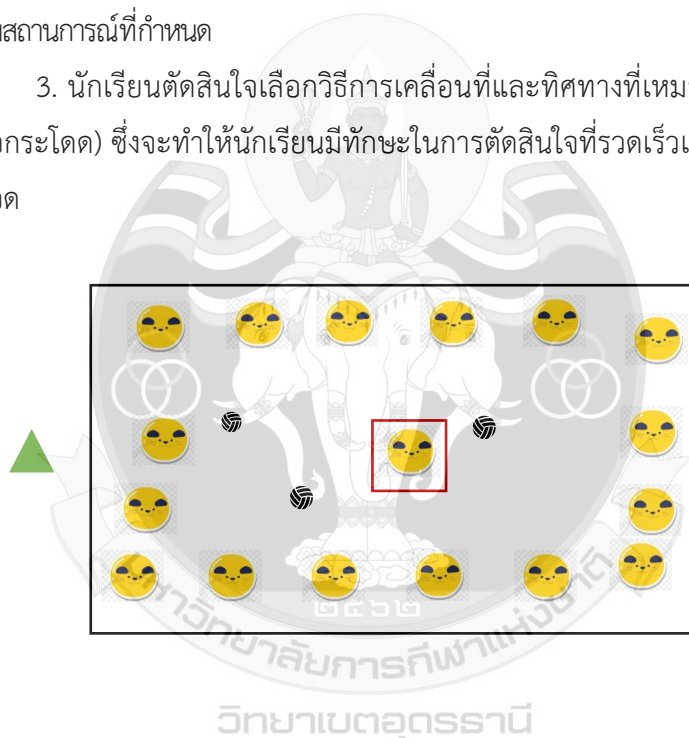 สถานการณ์ที่กำหนด
3. นักเรียนตัดสินใจเลือกวิธีการเคลื่อนที่และทิศทางที่เหมา
กระโดด) ซึ่งจะทำให้นักเรียนมีทักษะในการตัดสินใจที่รวดเร็วแ
๒๕๖๒
มหาวิทยาลัยการกีฬาแห่งชาติ
วิทยาเขตอุดรธานี